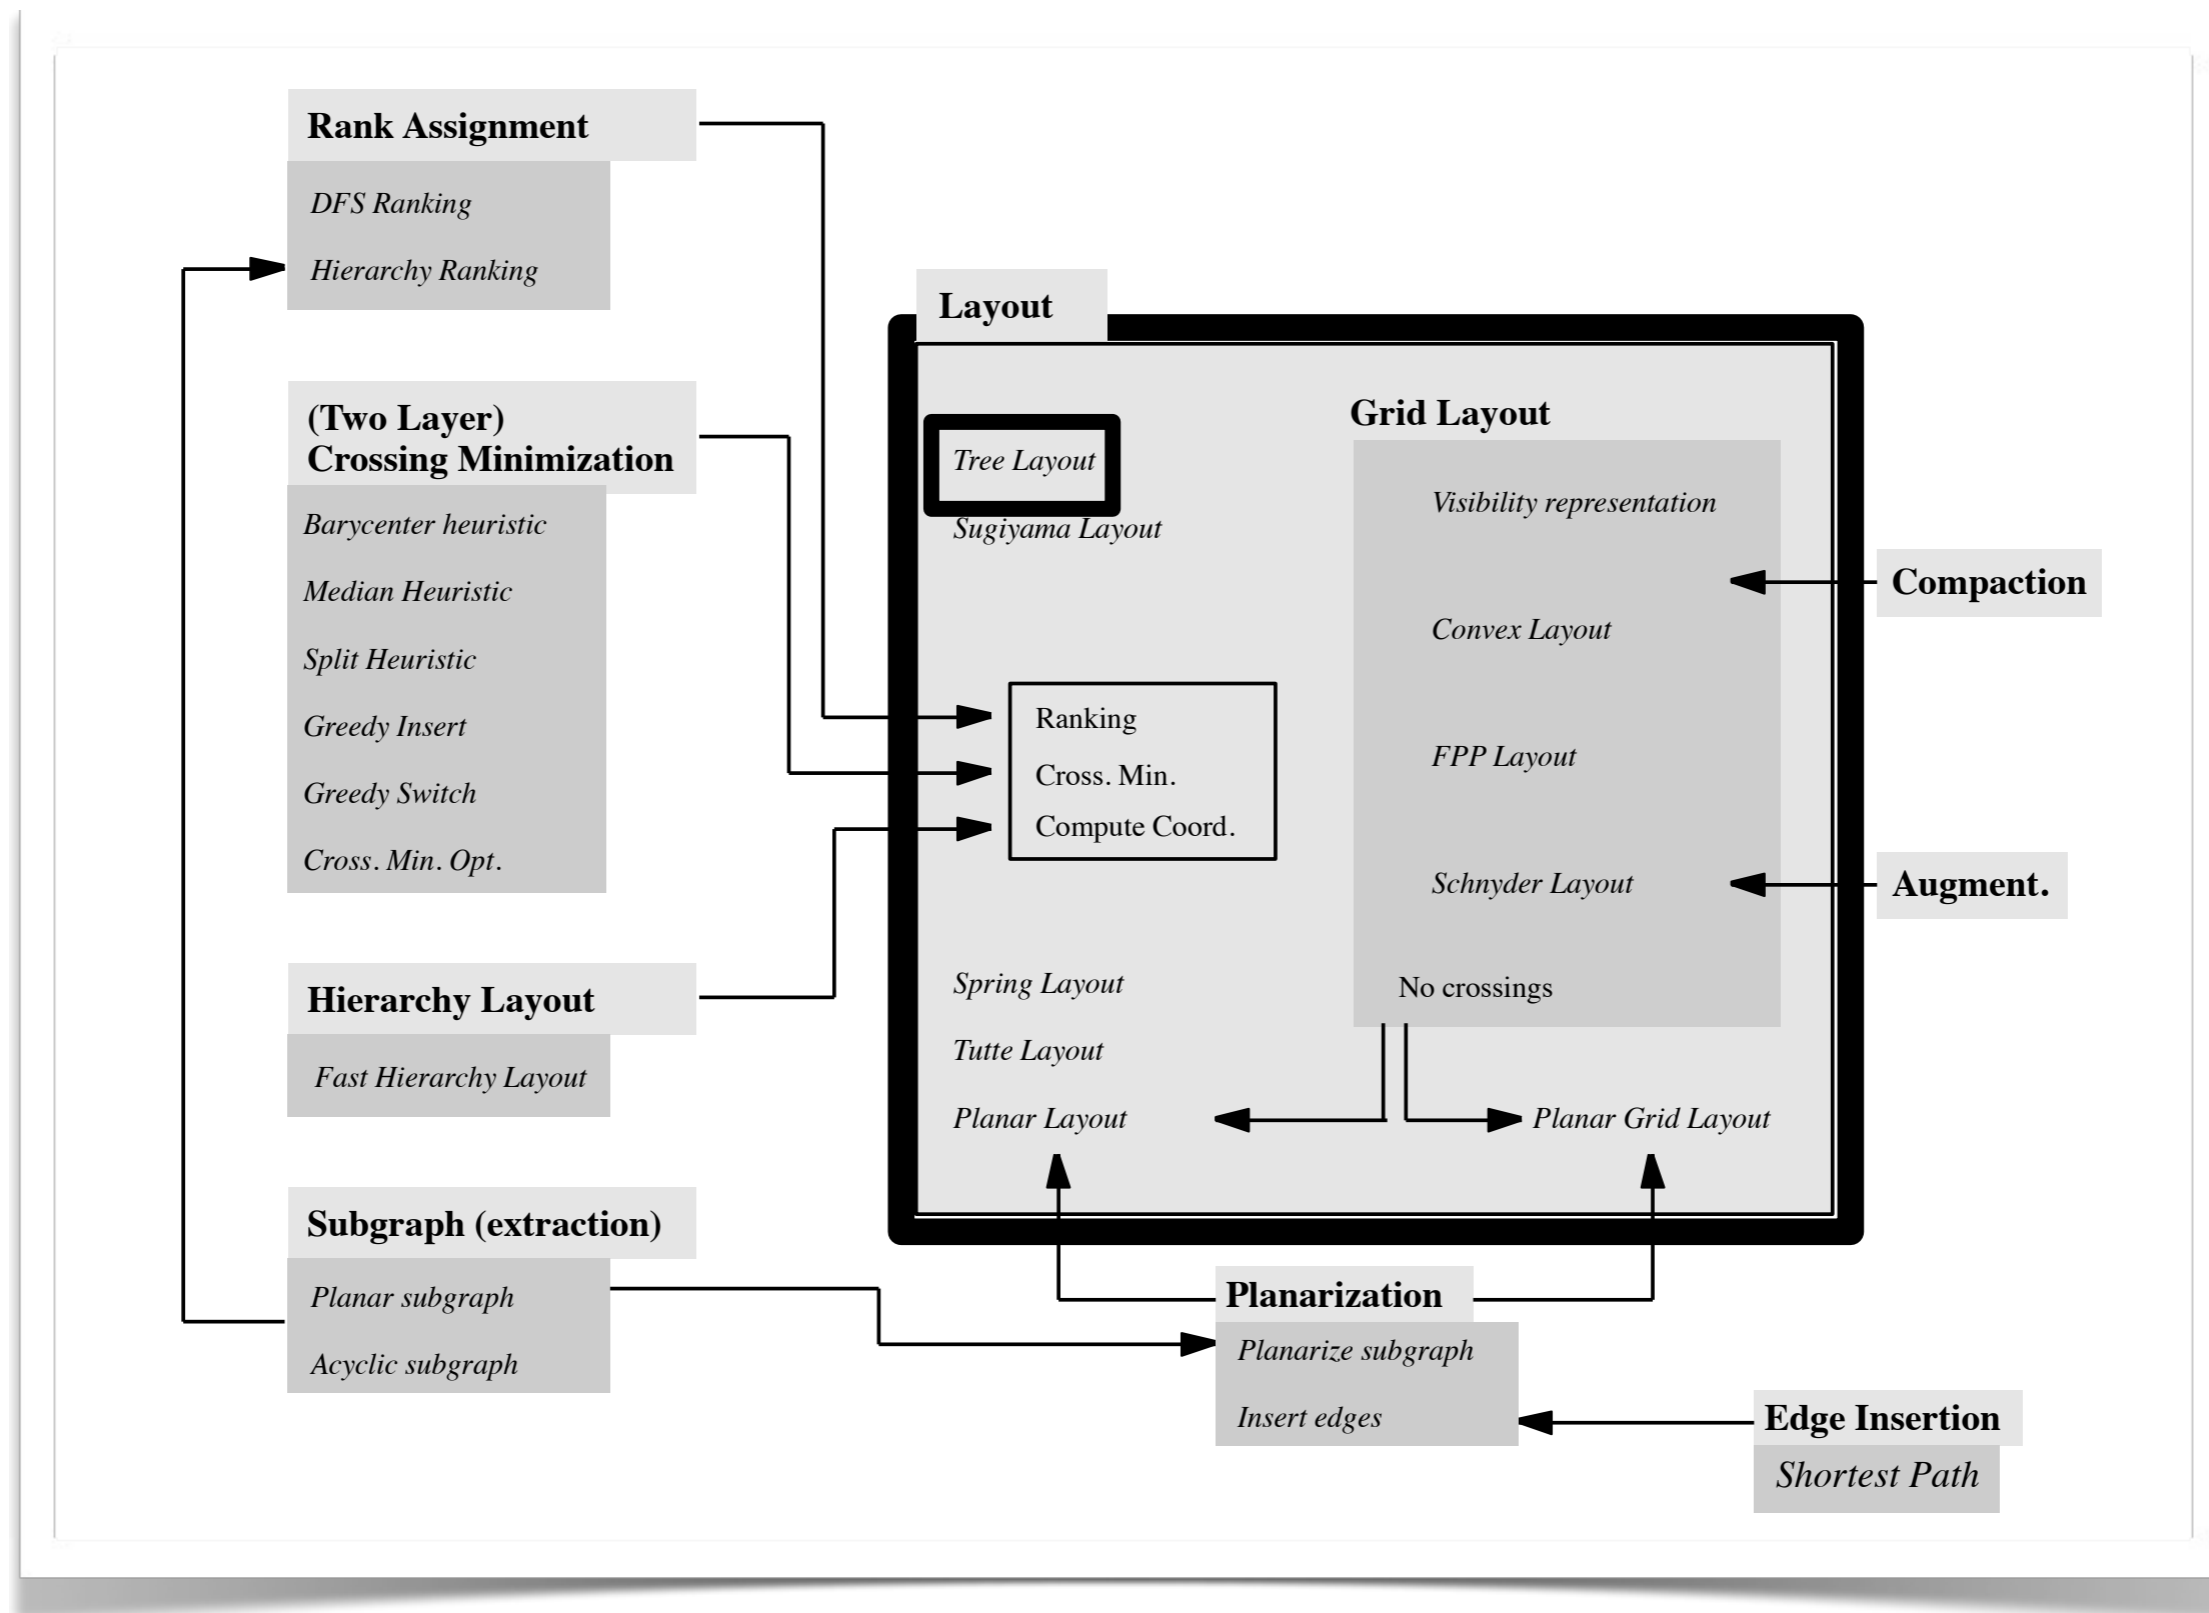 Rank Assignment
DFS Ranking
Hierarchy Ranking
(Two Layer)
Crossing Minimization
Barycenter heuristic
Median Heuristic
Split Heuristic
Greedy Insert
Greedy Switch
Cross. Min. Opt.
Hierarchy Layout
Fast Hierarchy Layout
Subgraph (extraction)
Planar subgraph
Acyclic subgraph
Layout
Tree Layout
Sugiyama Layout
Ranking
Cross. Min.
Compute Coord.
Spring Layout
Tutte Layout
Planar Layout
Grid Layout
Visibility representation
Convex Layout
FPP Layout
Schnyder Layout
No crossings
Planar Grid Layout
Compaction
Augment.
Planarization
Planarize subgraph
Insert edges
Edge Insertion
Shortest Path